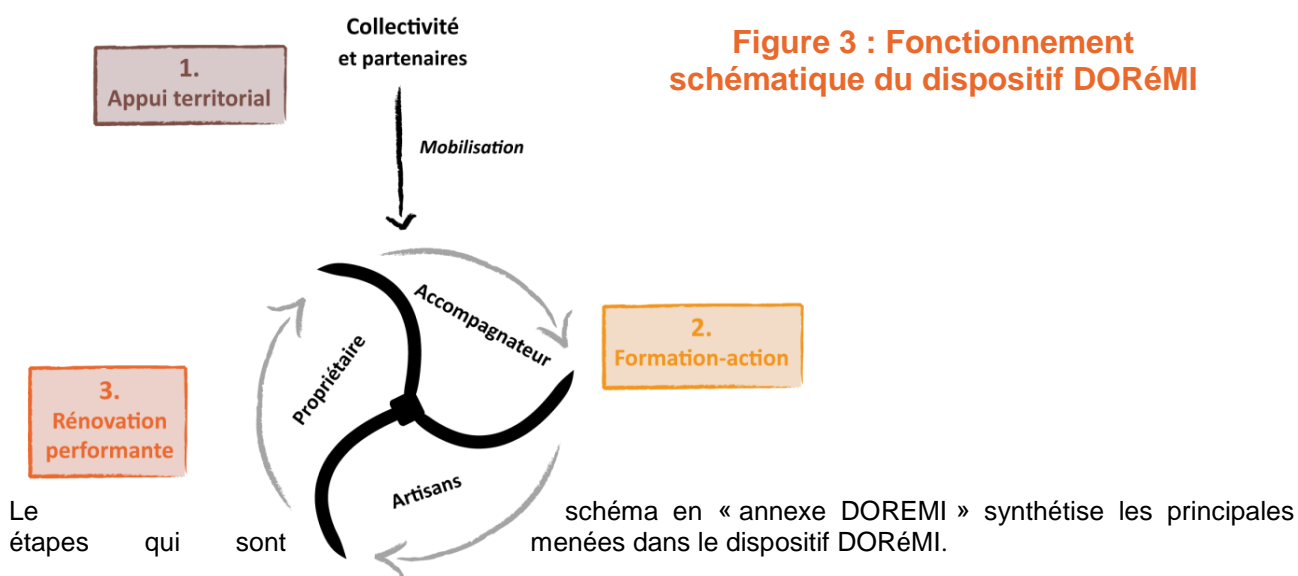 Figure 3 : Fonctionnement
schématique du dispositif DORéMI
Collectivité
et partenaires
1.
Appui territorial
Mobilisation
Accompagnateur
Propriétaire
Artisans
2.
Formation-action
3.
Rénovation
performante
Le schéma en « annexe DOREMI » synthétise les principales
étapes qui sont menées dans le dispositif DORéMI.